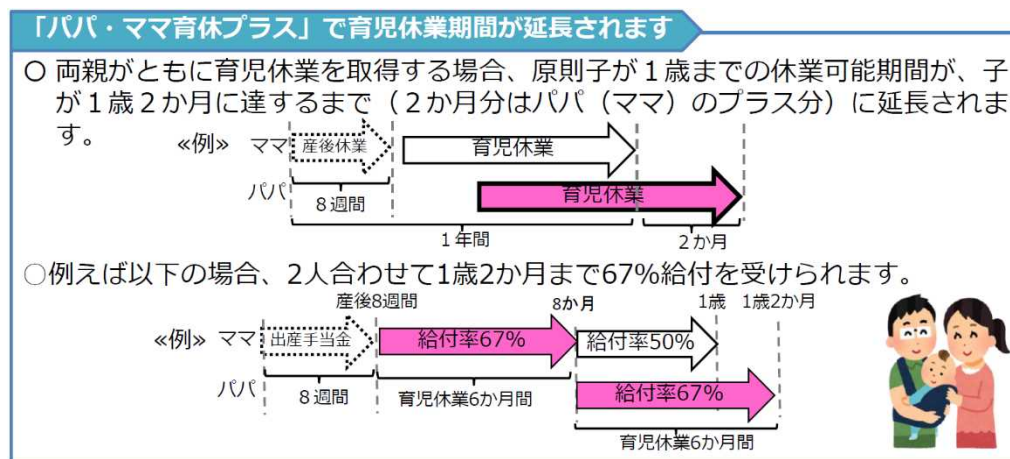 「パパ・ママ育休プラス」で育児休業期間が延長されます
○ 両親がともに育児休業を取得する場合、原則子が１歳までの休業可能期間が、子
が１歳２か月に達するまで（２か月分はパパ（ママ）のプラス分）に延長されま
す。
≪例≫ ママ 産後休業 育児休業
パパ 8週間 育児休業
１年間 ２か月
○例えば以下の場合、2人合わせて1歳2か月まで67%給付を受けられます。
産後8週間 8か月 1歳 1歳2か月
≪例≫ ママ 出産手当金 給付率67% 給付率50%
パパ 8週間 育児休業6か月間 給付率67%
育児休業6か月間